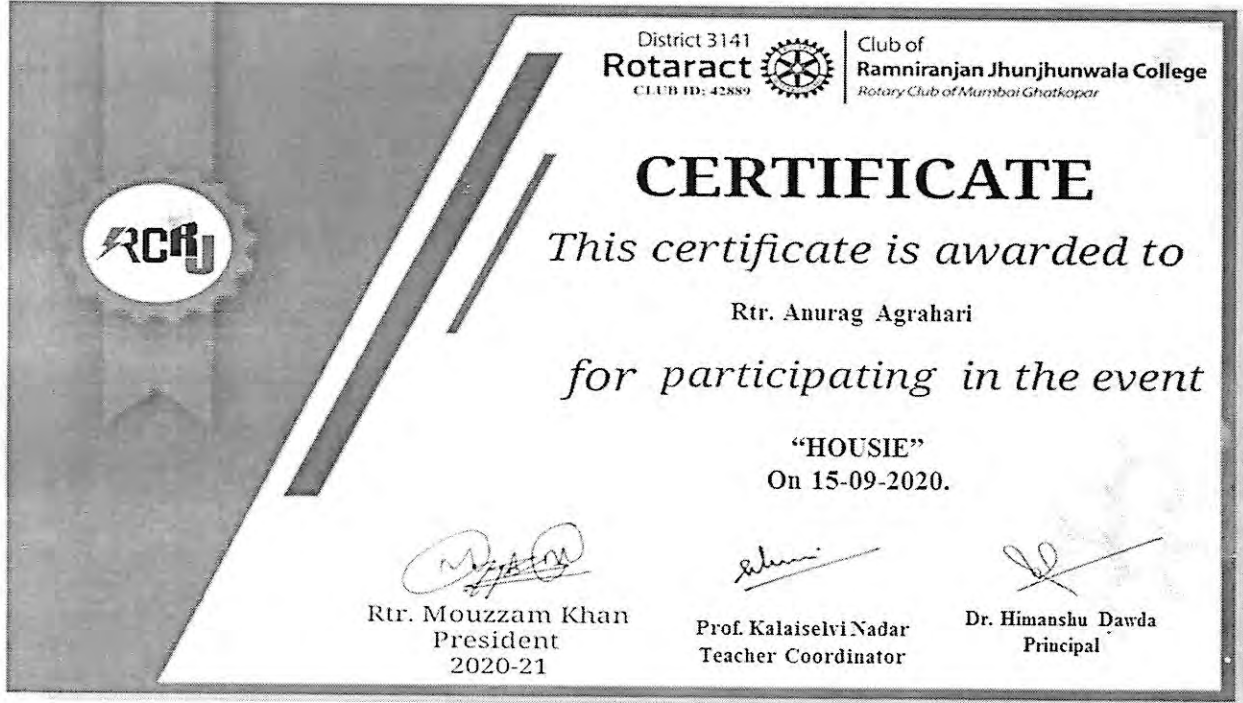 District 3141
Rotaract
CLUB ID: 42889
Club of
Ramniranjan Jhunjhunwala College
Rotary Club of Mumbai Ghatkopar
RCRJ
CERTIFICATE
This certificate is awarded to
Rtr. Anurag Agrahari
for participating in the event
“HOUSIE”
On 15-09-2020.
Rtr. Mouzzam Khan
President
2020-21
Prof. Kalaiselvi Nadar
Teacher Coordinator
Dr. Himanshu Dawda
Principal